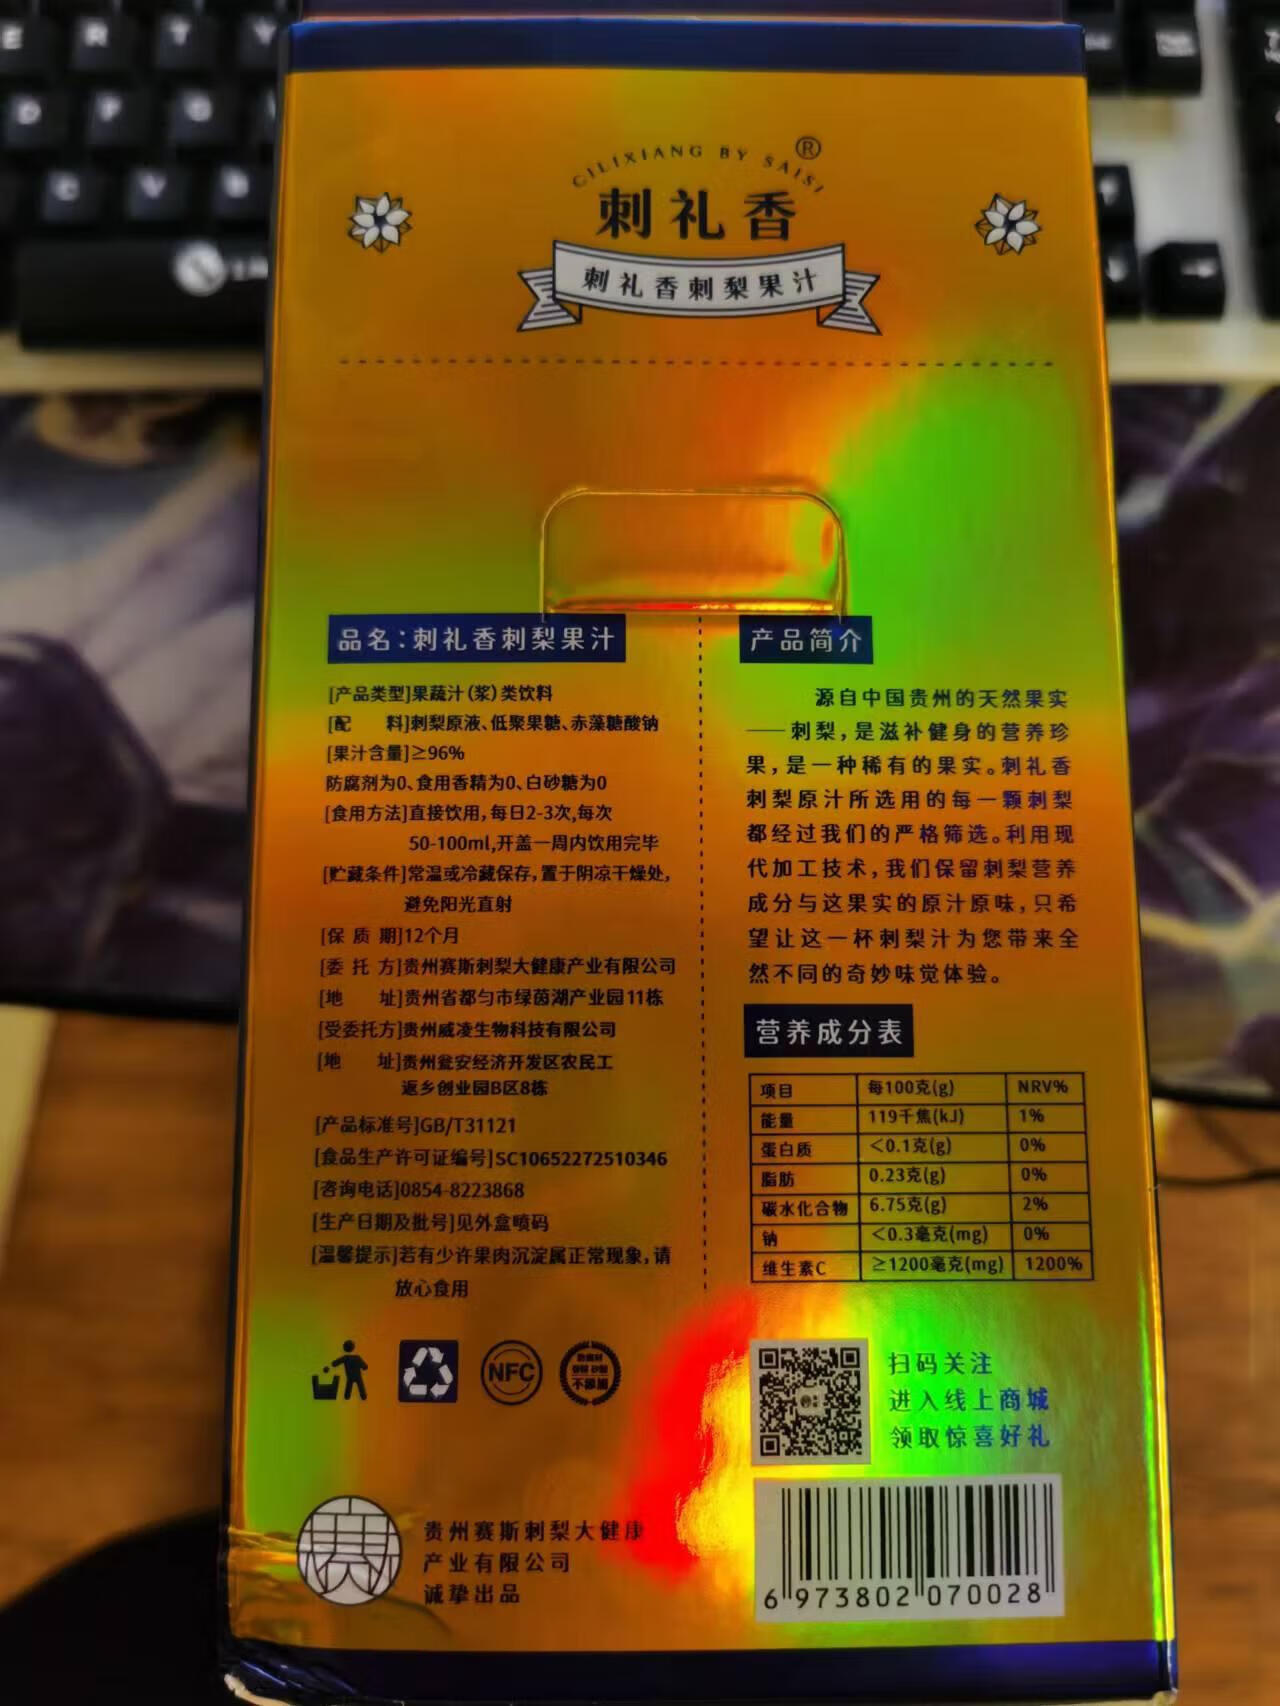 E R T Y
D F G
C V B
CILIXIANG BY SAISI ®
刺礼香
刺礼香刺梨果汁
品名:刺礼香刺梨果汁
[产品类型]果蔬汁(浆)类饮料
[配 料]刺梨原液、低聚果糖、赤藻糖酸钠
[果汁含量]≥96%
防腐剂为0、食用香精为0、白砂糖为0
[食用方法]直接饮用,每日2-3次,每次
50-100ml,开盖一周内饮用完毕
[贮藏条件]常温或冷藏保存,置于阴凉干燥处,
避免阳光直射
[保 质 期]12个月
[委 托 方]贵州赛斯刺梨大健康产业有限公司
[地 址]贵州省都匀市绿茵湖产业园11栋
[受委托方]贵州威凌生物科技有限公司
[地 址]贵州瓮安经济开发区农民工
返乡创业园B区8栋
[产品标准号]GB/T31121
[食品生产许可证编号]SC10652272510346
[咨询电话]0854-8223868
[生产日期及批号]见外盒喷码
[温馨提示]若有少许果肉沉淀属正常现象,请
放心食用
NFC
不添加
贵州赛斯刺梨大健康
产业有限公司
诚挚出品
产品简介
源自中国贵州的天然果实
——刺梨,是滋补健身的营养珍
果,是一种稀有的果实。刺礼香
刺梨原汁所选用的每一颗刺梨
都经过我们的严格筛选。利用现
代加工技术,我们保留刺梨营养
成分与这果实的原汁原味,只希
望让这一杯刺梨汁为您带来全
然不同的奇妙味觉体验。
营养成分表
项目 每100克(g) NRV%
能量 119千焦(kJ) 1%
蛋白质 <0.1克(g) 0%
脂肪 0.23克(g) 0%
碳水化合物 6.75克(g) 2%
钠 <0.3毫克(mg) 0%
维生素C ≥1200毫克(mg) 1200%
扫码关注
进入线上商城
领取惊喜好礼
6 973802 070028